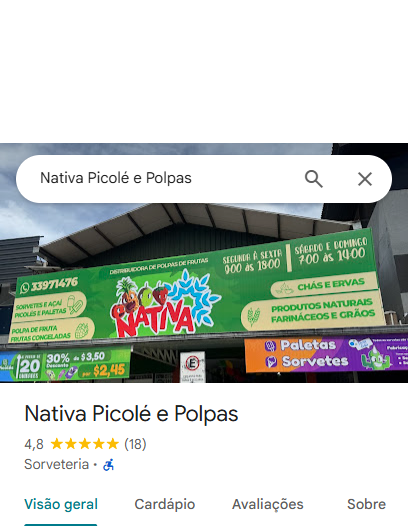 Nativa Picolé e Polpas
DISTRIBUIDORA DE POLPAS DE FRUTAS
SEGUNDA À SEXTA
9:00 às 18:00
SÁBADO E DOMINGO
7:00 às 14:00
33971476
SORVETES E AÇAÍ
PICOLÉS E PALETAS
POLPA DE FRUTA
FRUTAS CONGELADAS
NATIVA
CHÁS E ERVAS
PRODUTOS NATURAIS
FARINÁCEOS E GRÃOS
20
UNIDADES
30% de $3,50
Desconto
por $2,45
E
Paletas
Sorvetes
Nativa Picolé e Polpas
4,8 (18)
Sorveteria ·
Visão geral Cardápio Avaliações Sobre